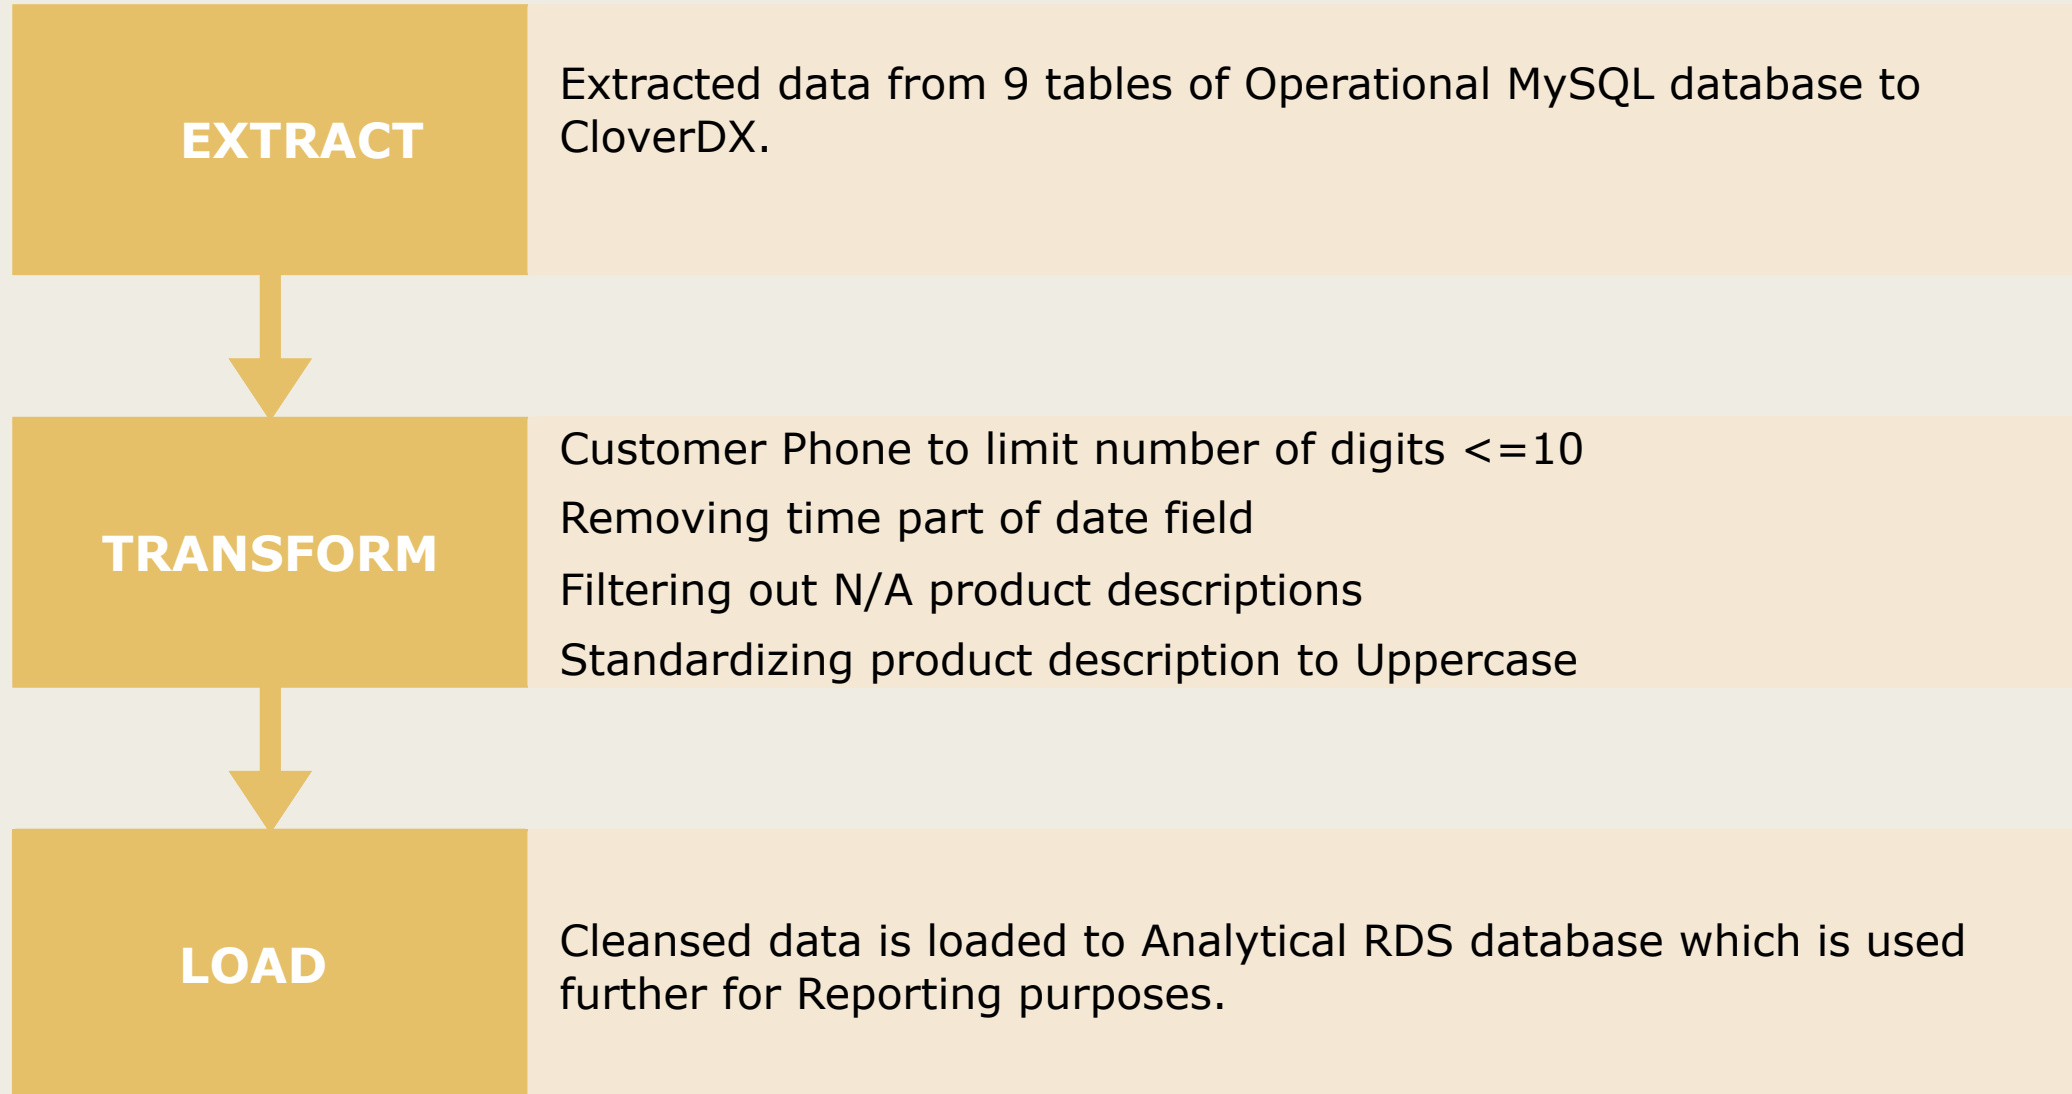 EXTRACT
Extracted data from 9 tables of Operational MySQL database to
CloverDX.
TRANSFORM
Customer Phone to limit number of digits <=10
Removing time part of date field
Filtering out N/A product descriptions
Standardizing product description to Uppercase
LOAD
Cleansed data is loaded to Analytical RDS database which is used
further for Reporting purposes.